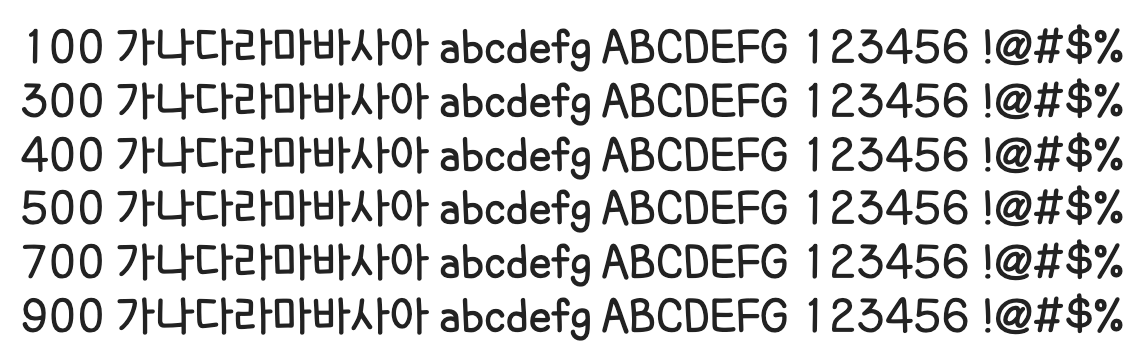 100 가나다라마바사아 abcdefg ABCDEFG 123456 !@#$%
300 가나다라마바사아 abcdefg ABCDEFG 123456 !@#$%
400 가나다라마바사아 abcdefg ABCDEFG 123456 !@#$%
500 가나다라마바사아 abcdefg ABCDEFG 123456 !@#$%
700 가나다라마바사아 abcdefg ABCDEFG 123456 !@#$%
900 가나다라마바사아 abcdefg ABCDEFG 123456 !@#$%